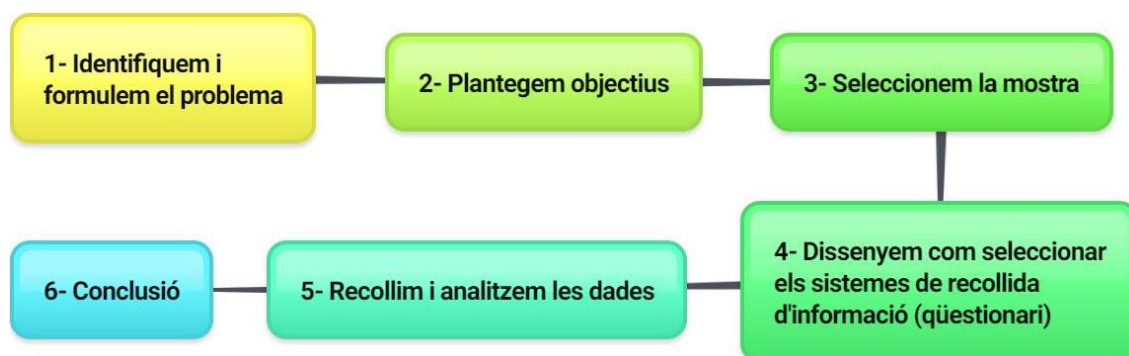 1- Identifiquem i
formulem el problema
2- Plantegem objectius
3- Seleccionem la mostra
4- Dissenyem com seleccionar
els sistemes de recollida
d'informació (qüestionari)
5- Recollim i analitzem les dades
6- Conclusió